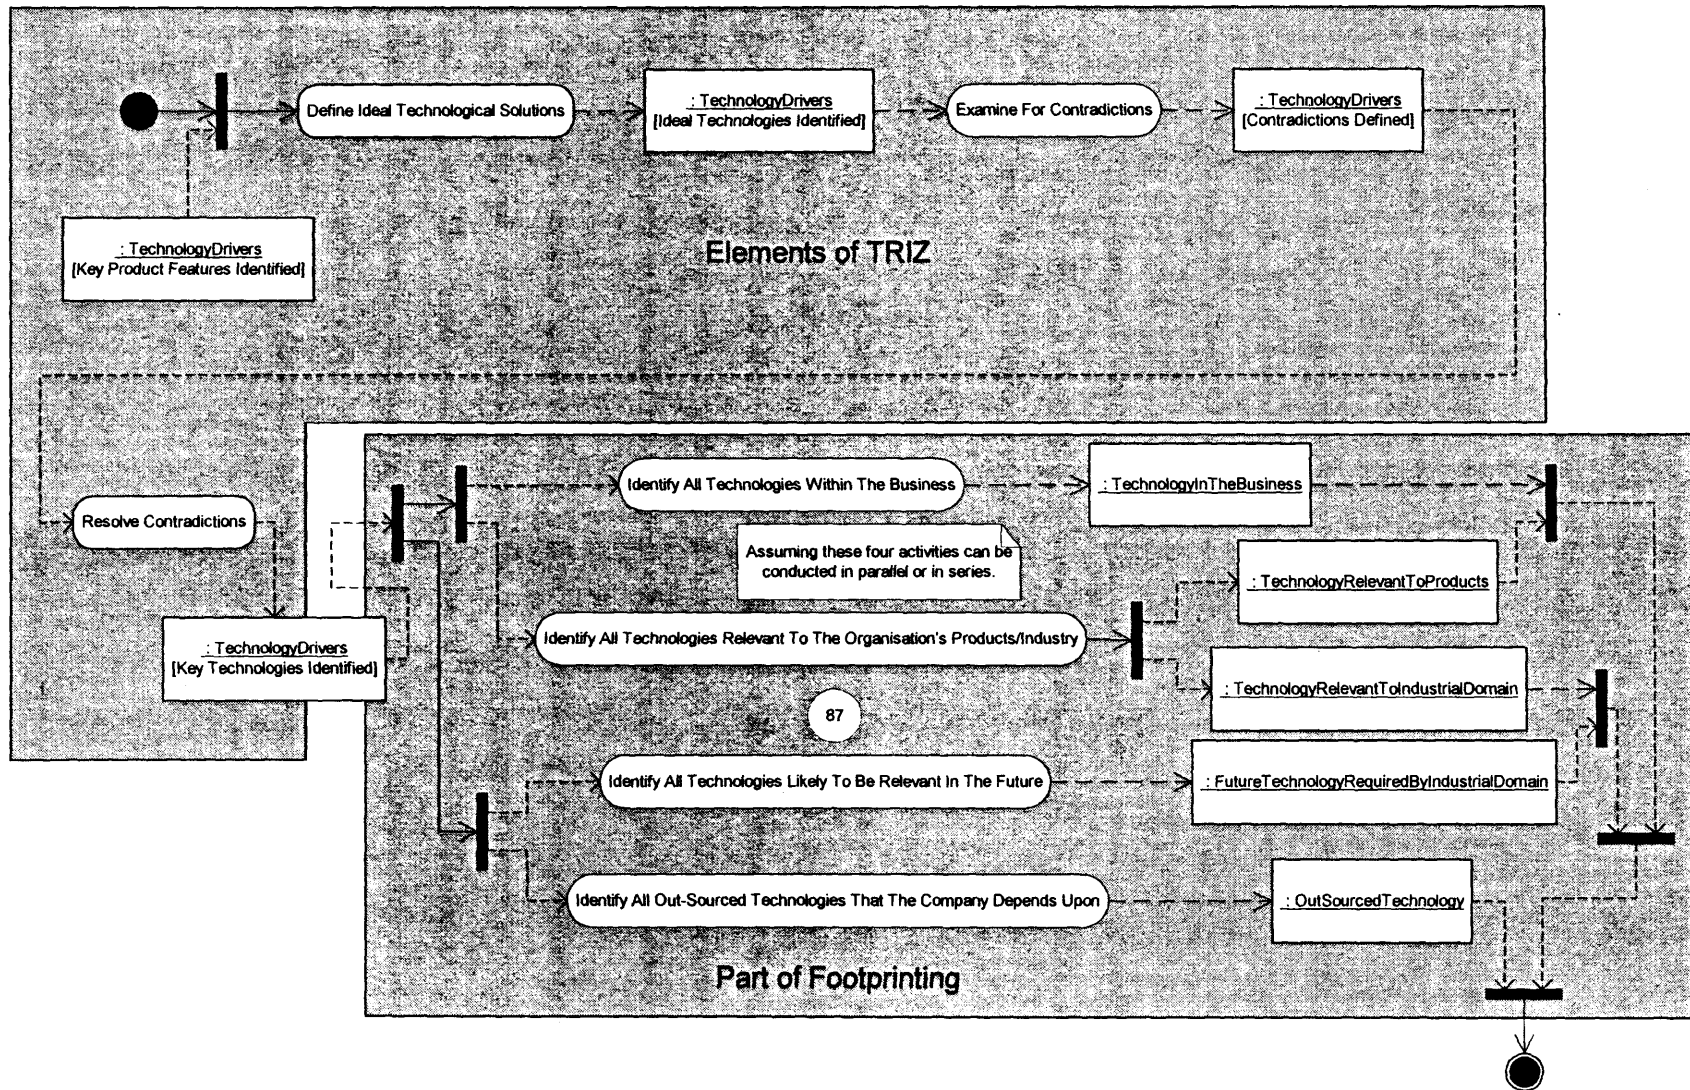 Define Ideal Technological Solutions
: TechnologyDrivers
[Ideal Technologies Identified]
Examine For Contradictions
: TechnologyDrivers
[Contradictions Defined]
: TechnologyDrivers
[Key Product Features Identified]
Elements of TRIZ
Resolve Contradictions
: TechnologyDrivers
[Key Technologies Identified]
Identify All Technologies Within The Business
: TechnologyInTheBusiness
Assuming these four activities can be
conducted in parallel or in series.
: TechnologyRelevantToProducts
Identify All Technologies Relevant To The Organisation's Products/Industry
: TechnologyRelevantToIndustrialDomain
87
Identify All Technologies Likely To Be Relevant In The Future
: FutureTechnologyRequiredByIndustrialDomain
Identify All Out-Sourced Technologies That The Company Depends Upon
: OutSourcedTechnology
Part of Footprinting